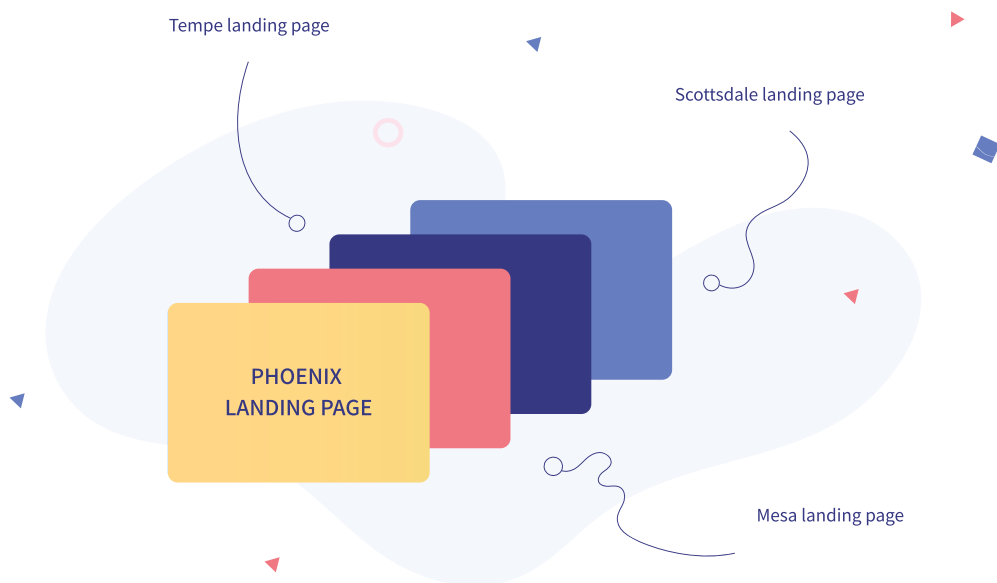 Tempe landing page
Scottsdale landing page
PHOENIX
LANDING PAGE
Mesa landing page